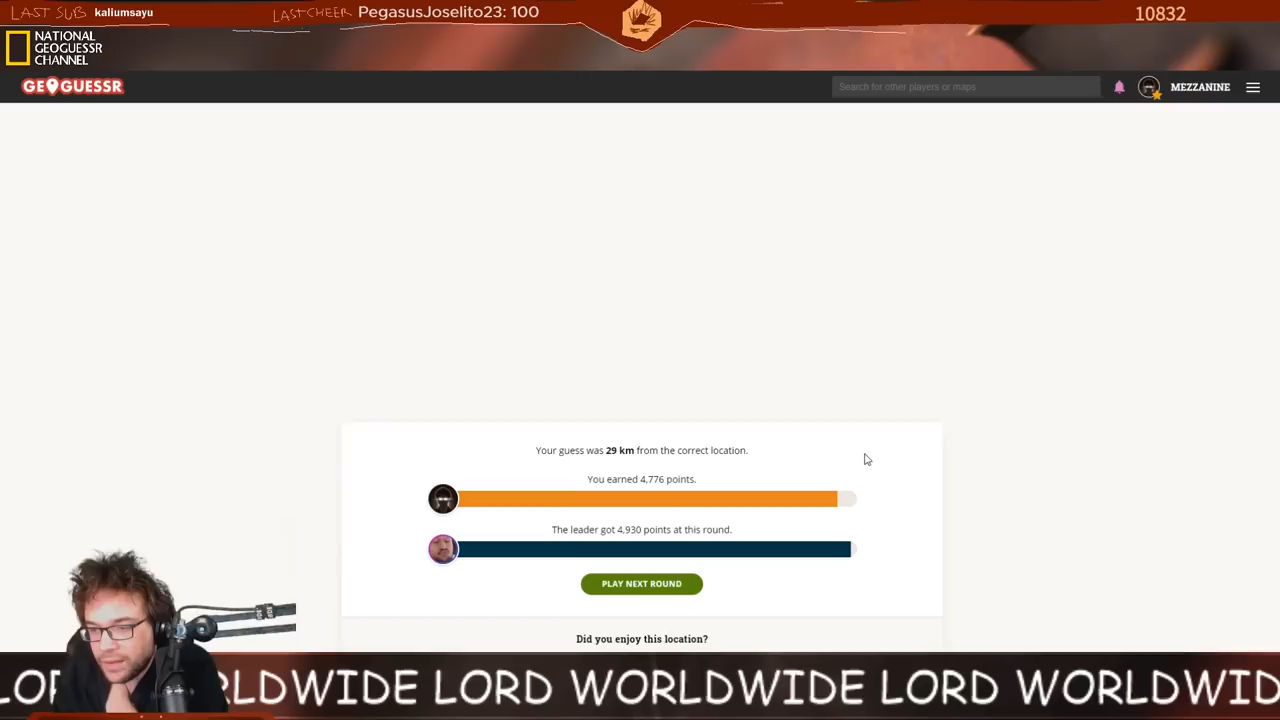 LAST SUB kaliumsayu
LAST CHEER PegasusJoselito23: 100
10832
NATIONAL
GEOGUESSR
CHANNEL
GEOGUESSR
Search for other players or maps
MEZZANINE
Your guess was 29 km from the correct location.
You earned 4,776 points.
The leader got 4,930 points at this round.
PLAY NEXT ROUND
Did you enjoy this location?
LORD WORLDWIDE LORD WORLDWIDE